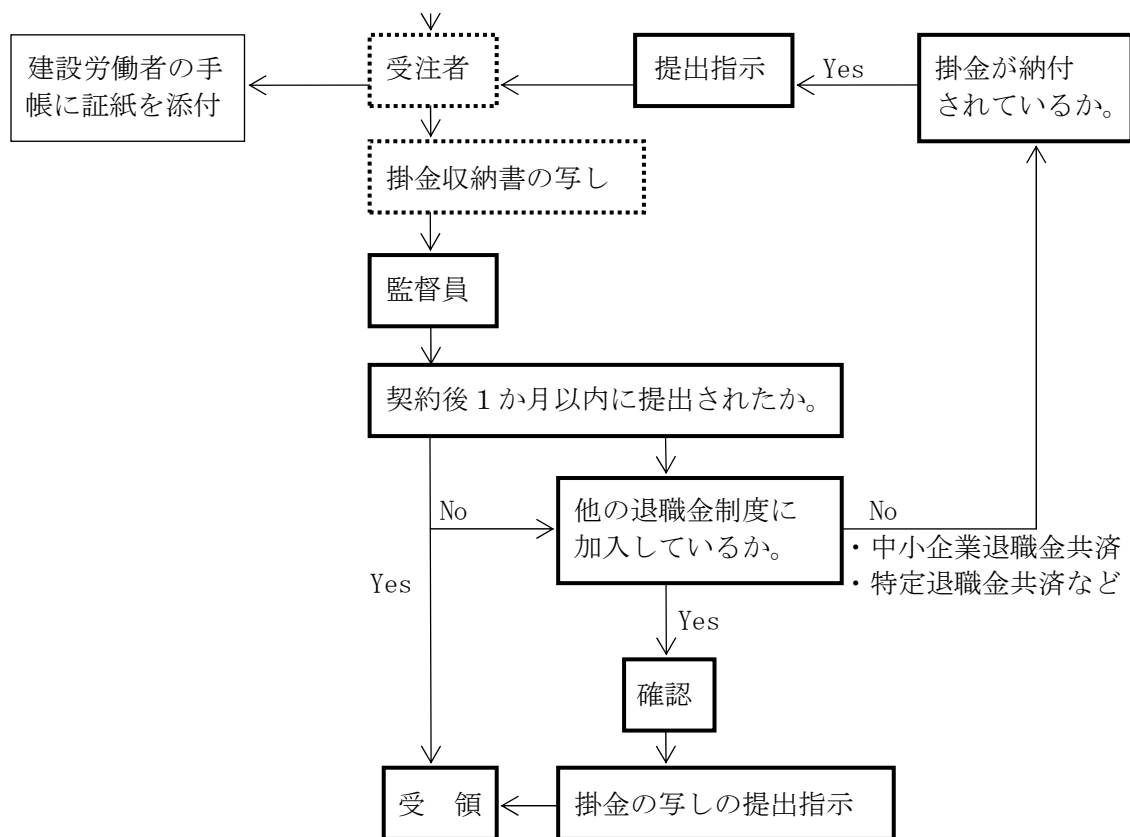 建設労働者の手
帳に証紙を添付
受注者
提出指示
Yes
掛金が納付
されているか。
掛金収納書の写し
監督員
契約後１か月以内に提出されたか。
No
他の退職金制度に
加入しているか。
No
・中小企業退職金共済
・特定退職金共済など
Yes
Yes
確認
受　領
掛金の写しの提出指示